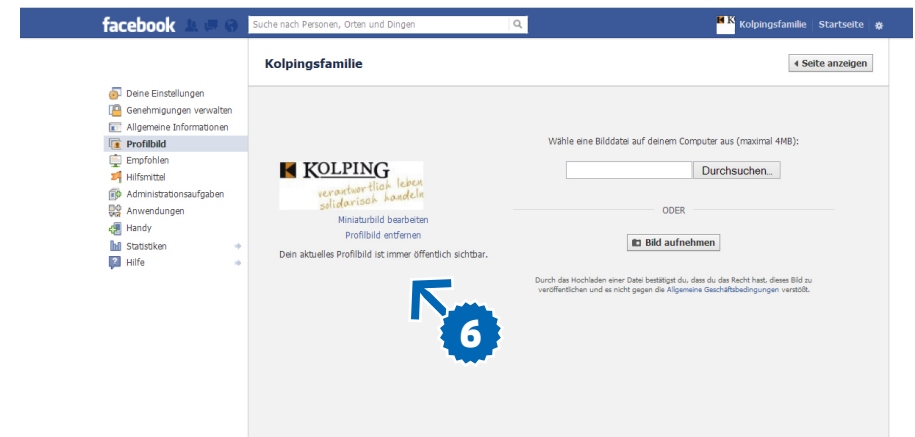 facebook
Suche nach Personen, Orten und Dingen
Kolpingsfamilie Startseite
Kolpingsfamilie
Seite anzeigen
Deine Einstellungen
Genehmigungen verwalten
Allgemeine Informationen
Profilbild
Empfohlen
Hilfsmittel
Administrationsaufgaben
Anwendungen
Handy
Statistiken
Hilfe
KOLPING
verantwortlich leben
solidarisch handeln
Miniaturbild bearbeiten
Profilbild entfernen
Dein aktuelles Profilbild ist immer öffentlich sichtbar.
6
Wähle eine Bilddatei auf deinem Computer aus (maximal 4MB):
Durchsuchen...
ODER
Bild aufnehmen
Durch das Hochladen einer Datei bestätigst du, dass du das Recht hast, dieses Bild zu
veröffentlichen und es nicht gegen die Allgemeine Geschäftsbedingungen verstößt.